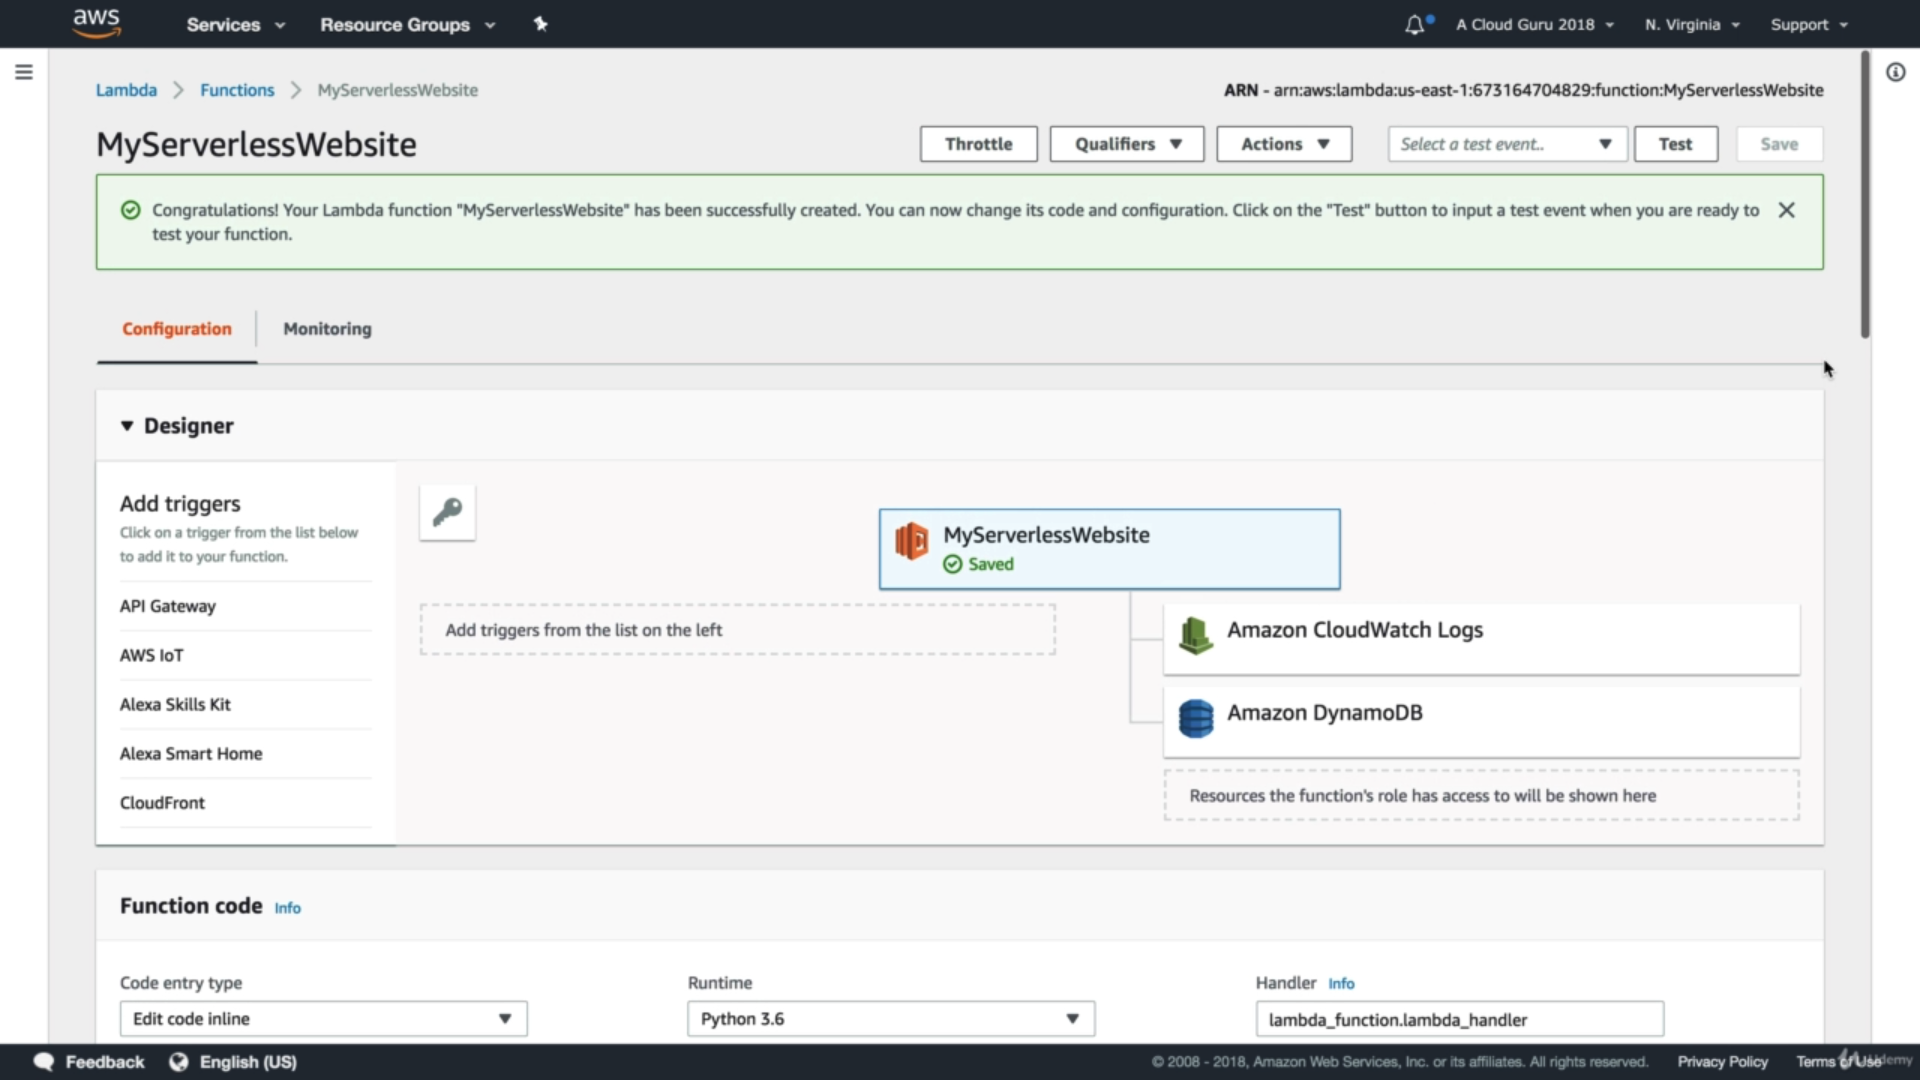 aws
Services
Resource Groups
A Cloud Guru 2018
N. Virginia
Support
Lambda
Functions
MyServerlessWebsite
ARN - arn:aws:lambda:us-east-1:673164704829:function:MyServerlessWebsite
MyServerlessWebsite
Throttle
Qualifiers
Actions
Select a test event..
Test
Save
Congratulations! Your Lambda function "MyServerlessWebsite" has been successfully created. You can now change its code and configuration. Click on the "Test" button to input a test event when you are ready to
test your function.
Configuration
Monitoring
Designer
Add triggers
Click on a trigger from the list below
to add it to your function.
API Gateway
AWS IoT
Alexa Skills Kit
Alexa Smart Home
CloudFront
Add triggers from the list on the left
MyServerlessWebsite
Saved
Amazon CloudWatch Logs
Amazon DynamoDB
Resources the function's role has access to will be shown here
Function code
Info
Code entry type
Edit code inline
Runtime
Python 3.6
Handler
Info
lambda_function.lambda_handler
Feedback
English (US)
© 2008 - 2018, Amazon Web Services, Inc. or its affiliates. All rights reserved.
Privacy Policy
Terms of Use